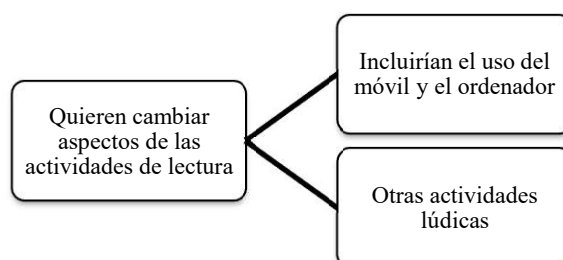 Quieren cambiar
aspectos de las
actividades de lectura
Incluirían el uso del
móvil y el ordenador
Otras actividades
lúdicas